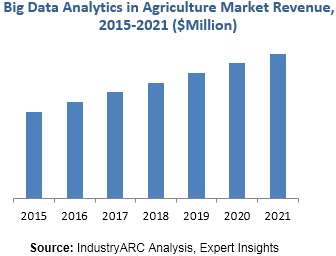 Big Data Analytics in Agriculture Market Revenue,
2015-2021 ($Million)
2015 2016 2017 2018 2019 2020 2021
Source: IndustryARC Analysis, Expert Insights